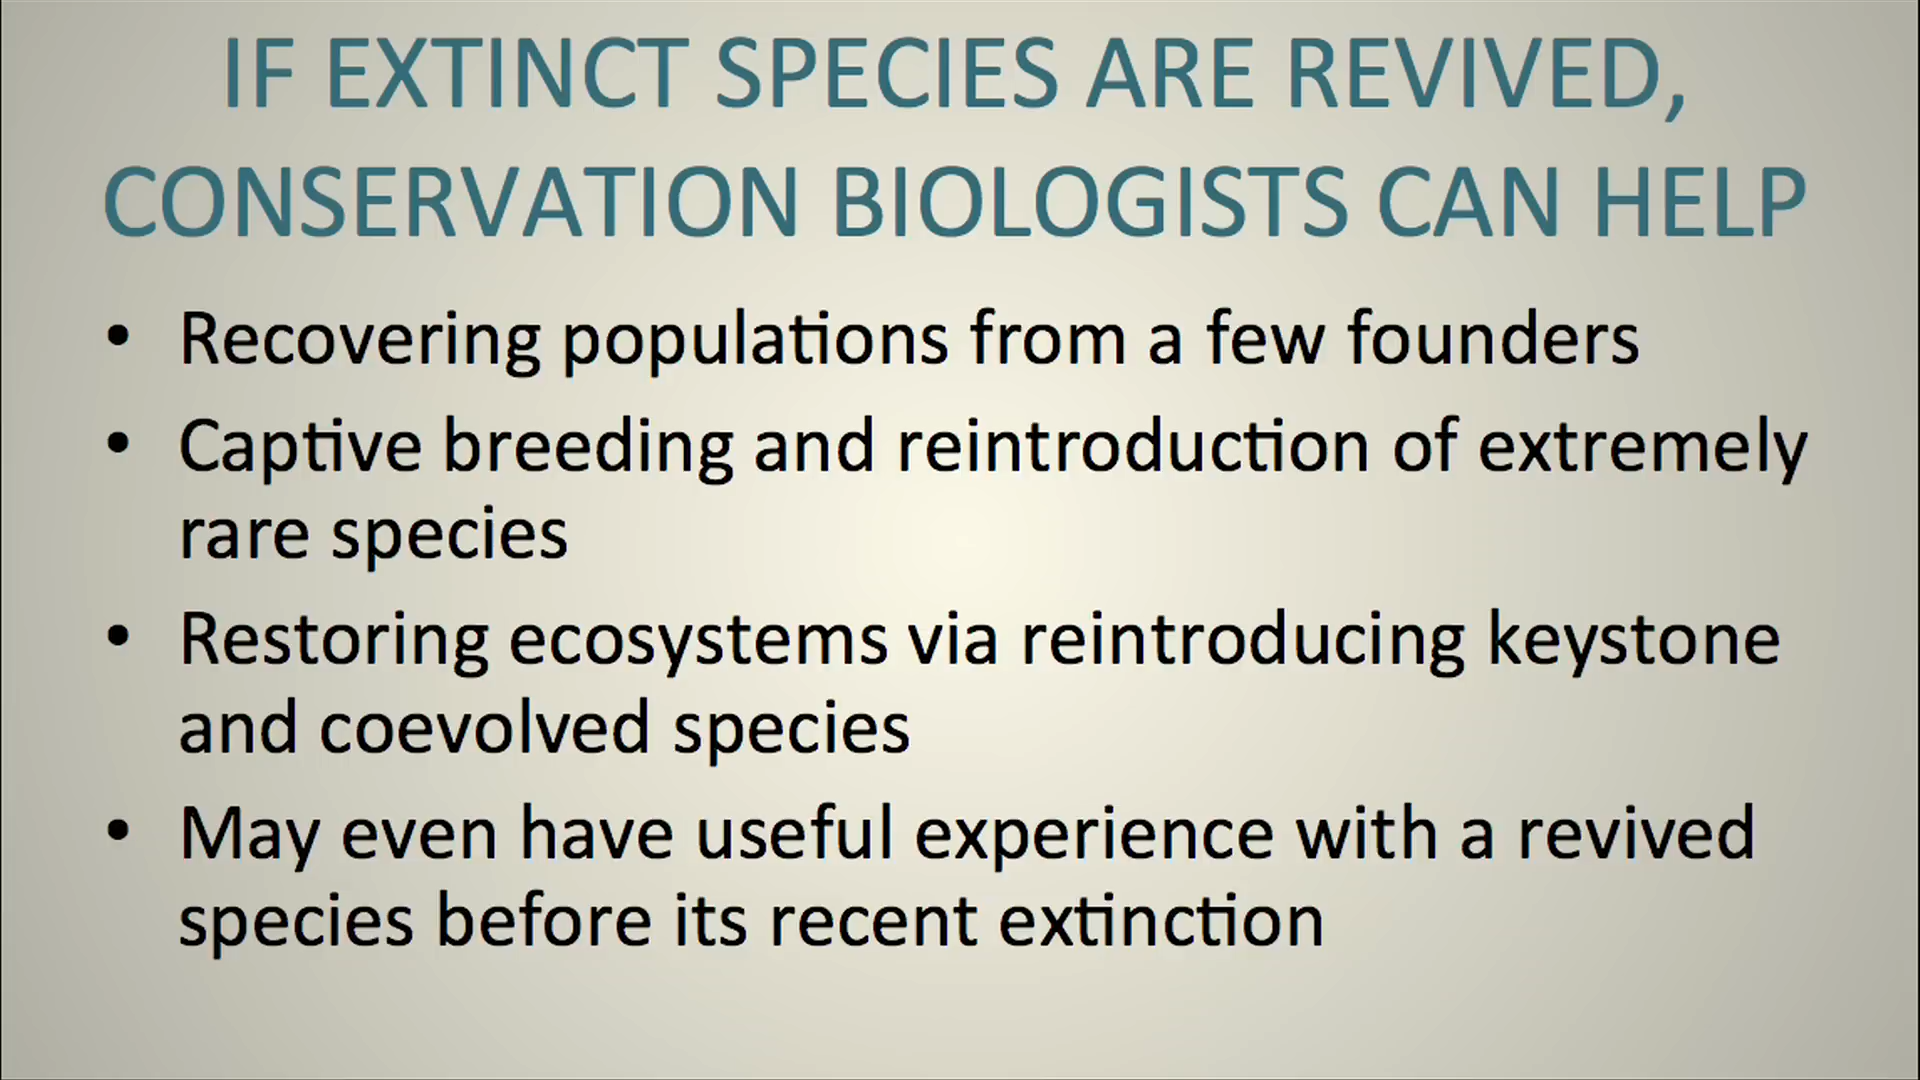 IF EXTINCT SPECIES ARE REVIVED,
CONSERVATION BIOLOGISTS CAN HELP
• Recovering populations from a few founders
• Captive breeding and reintroduction of extremely
rare species
• Restoring ecosystems via reintroducing keystone
and coevolved species
• May even have useful experience with a revived
species before its recent extinction